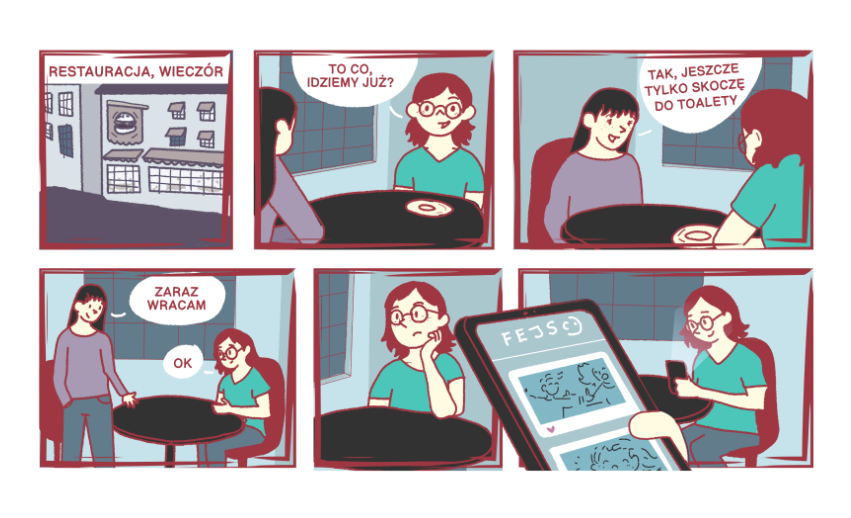 RESTAURACJA, WIECZÓR
TO CO,
IDZIEMY JUŻ?
TAK, JESZCZE
TYLKO SKOCZĘ
DO TOALETY
ZARAZ
WRACAM
OK
FEJS